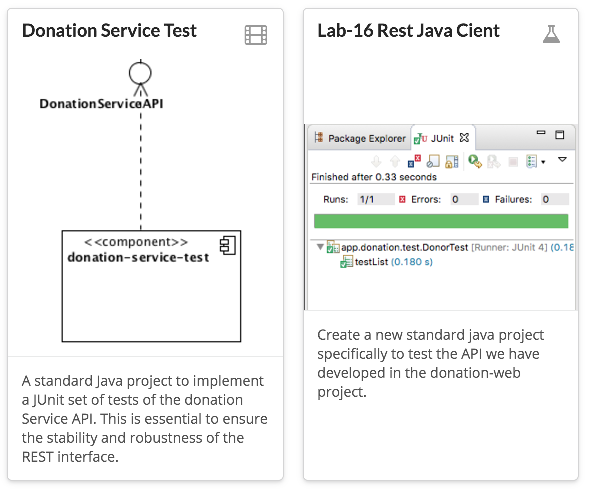 Donation Service Test
DonationServiceAPI
<<component>>
donation-service-test
A standard Java project to implement
a JUnit set of tests of the donation
Service API. This is essential to ensure
the stability and robustness of the
REST interface.
Lab-16 Rest Java Cient
Package Explorer JUnit
Finished after 0.33 seconds
Runs: 1/1 Errors: 0 Failures: 0
app.donation.test.DonorTest [Runner: JUnit 4] (0.18
testList (0.180 s)
Create a new standard java project
specifically to test the API we have
developed in the donation-web
project.